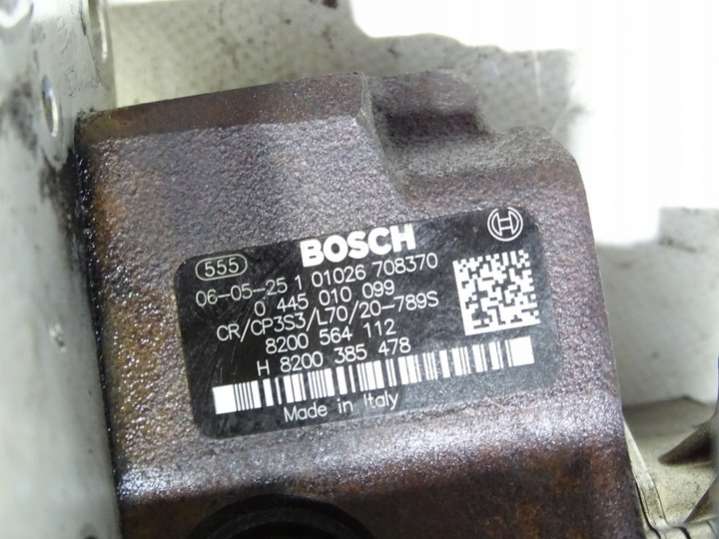 BOSCH
555
06-05-25 1 01026 708370
0 445 010 099
CR/CP3S3/L70/20-789S
8200 564 112
H 8200 385 478
Made in Italy